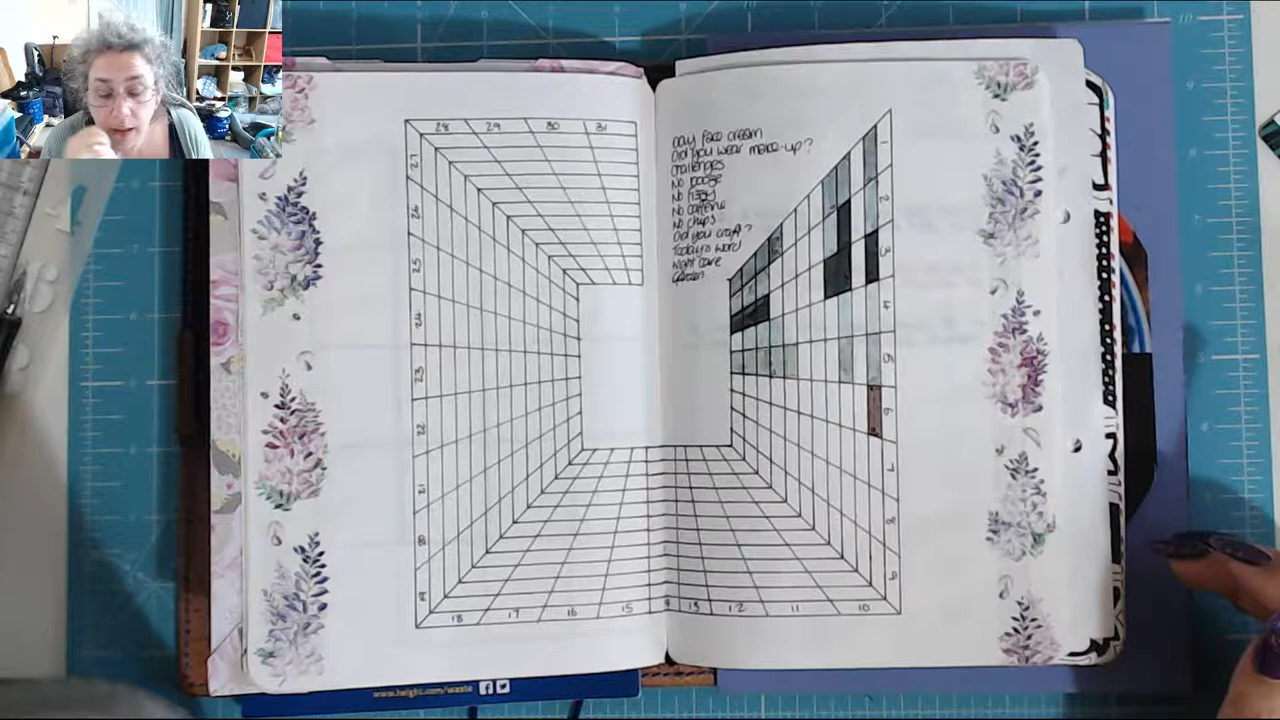 28 29 30 31
27
26
25
24
23
22
21
20
19
18 17 16 15 13 12 11 10
Day face cream
Did you wear make-up?
Challenges
No booze
No fizzy
No caffeine
No chips
Did you craft?
Today's word
Night care
1
2
3
4
5
6
7
8
9
www.iwight.com/waste